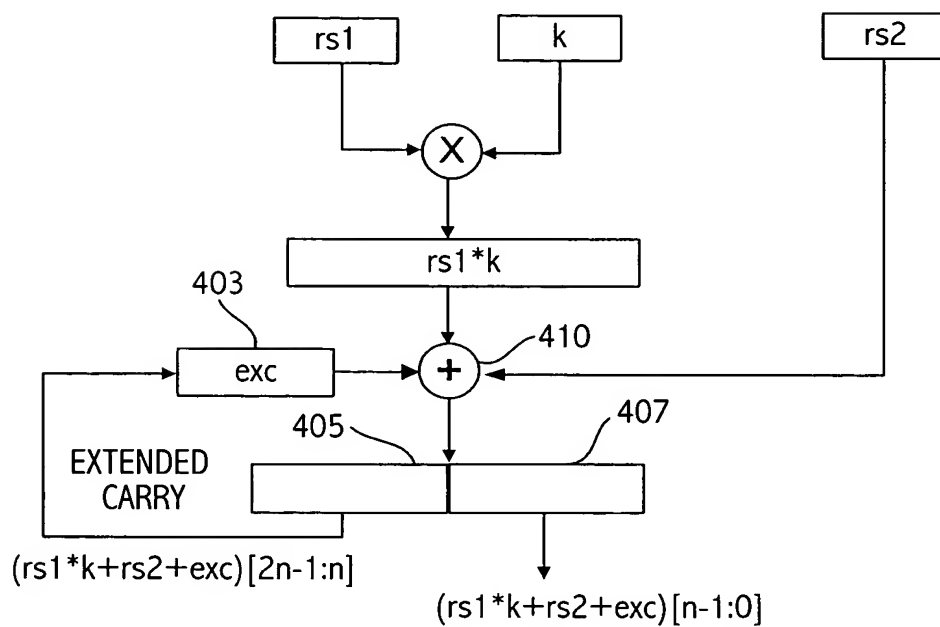 rs1
k
rs2
X
rs1*k
403
410
exc
+
405
407
EXTENDED
CARRY
(rs1*k+rs2+exc)[2n-1:n]
(rs1*k+rs2+exc)[n-1:0]